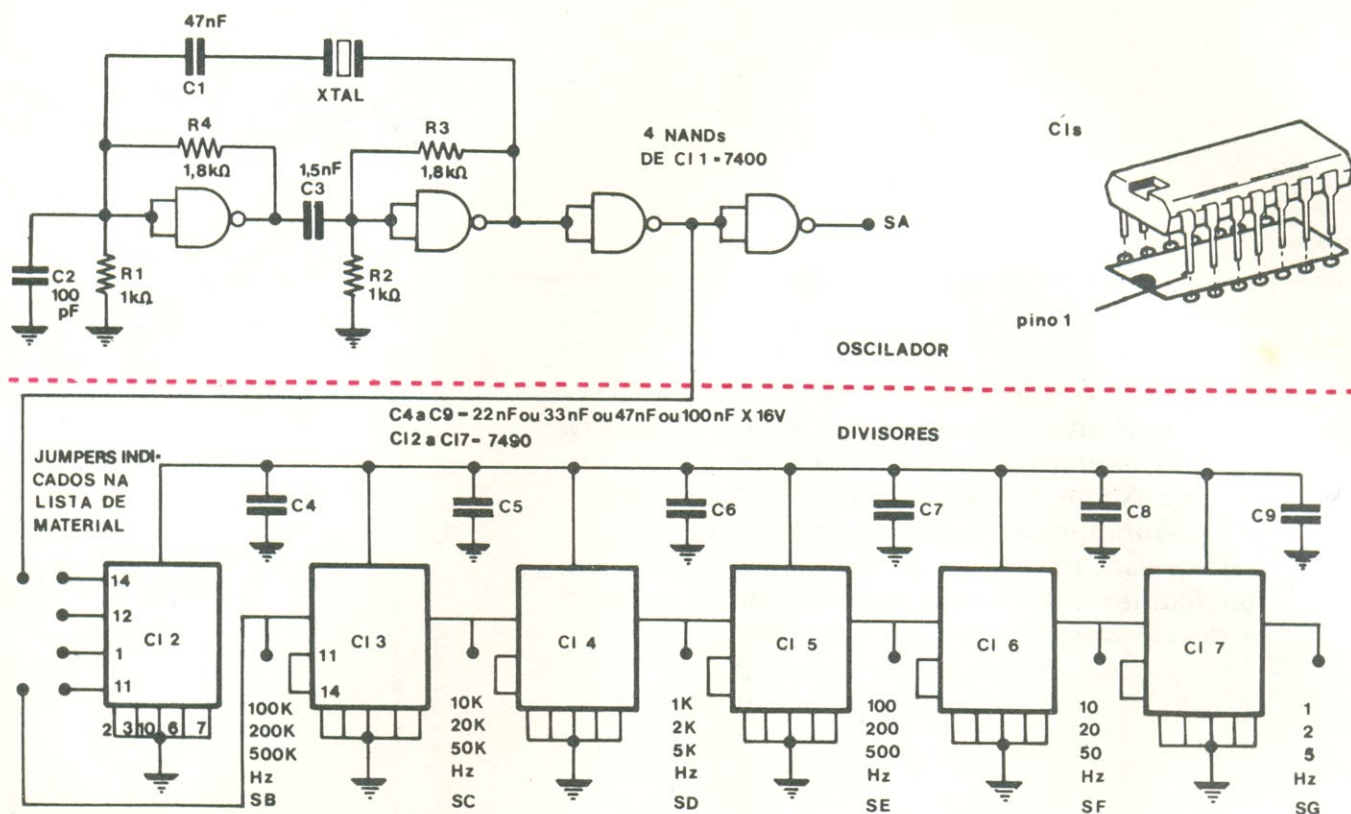 47nF
C1
XTAL
R4
1,8kΩ
1,5nF
C3
R3
1,8kΩ
4 NANDs
DE CI 1 - 7400
CIs
SA
C2
100
pF
R1
1kΩ
R2
1kΩ
pino 1
OSCILADOR
C4 a C9 - 22 nF ou 33 nF ou 47nF ou 100 nF X 16V
CI2 a CI7 - 7490
DIVISORES
JUMPERS INDI-
CADOS NA
LISTA DE
MATERIAL
C4
C5
C6
C7
C8
C9
14
12
1
11
CI 2
2 3 10 6 7
CI 3
11
14
CI 4
CI 5
CI 6
CI 7
100K
200K
500K
Hz
SB
10K
20K
50K
Hz
SC
1K
2K
5K
Hz
SD
100
200
500
Hz
SE
10
20
50
Hz
SF
1
2
5
Hz
SG